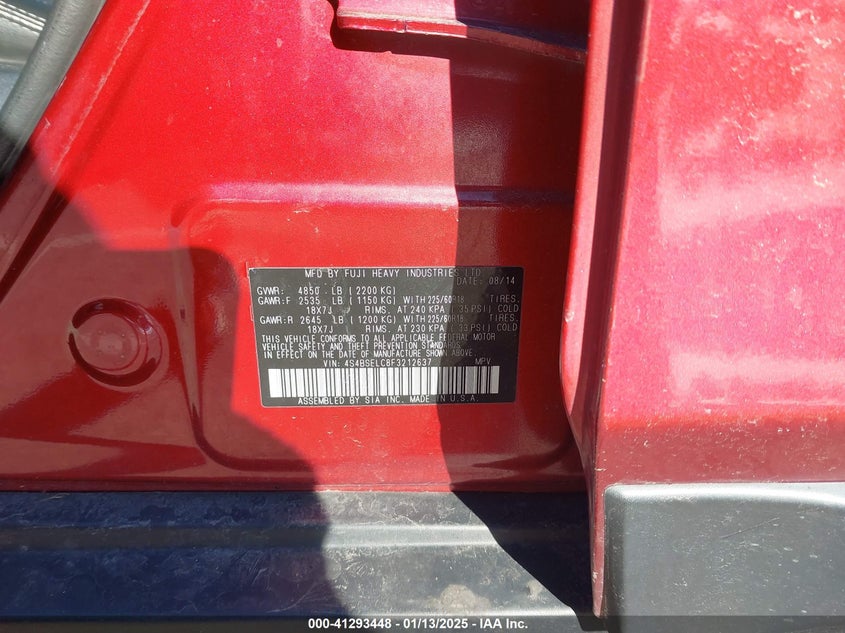 MFD BY FUJI HEAVY INDUSTRIES LTD.
DATE: 08/14
GVWR: 4850 LB (2200 KG)
GAWR:F 2535 LB (1150 KG) WITH 225/60R18 TIRES.
18X7J RIMS. AT 240 KPA (35 PSI) COLD
GAWR:R 2645 LB (1200 KG) WITH 225/60R18 TIRES.
18X7J RIMS. AT 230 KPA (33 PSI) COLD
THIS VEHICLE CONFORMS TO ALL APPLICABLE FEDERAL MOTOR
VEHICLE SAFETY AND THEFT PREVENTION STANDARDS
IN EFFECT ON THE DATE OF MANUFACTURE SHOWN ABOVE.
VIN: 4S4BSELC8F3212637 MPV
ASSEMBLED BY SIA INC. MADE IN U.S.A.
000-41293448 - 01/13/2025 - IAA Inc.